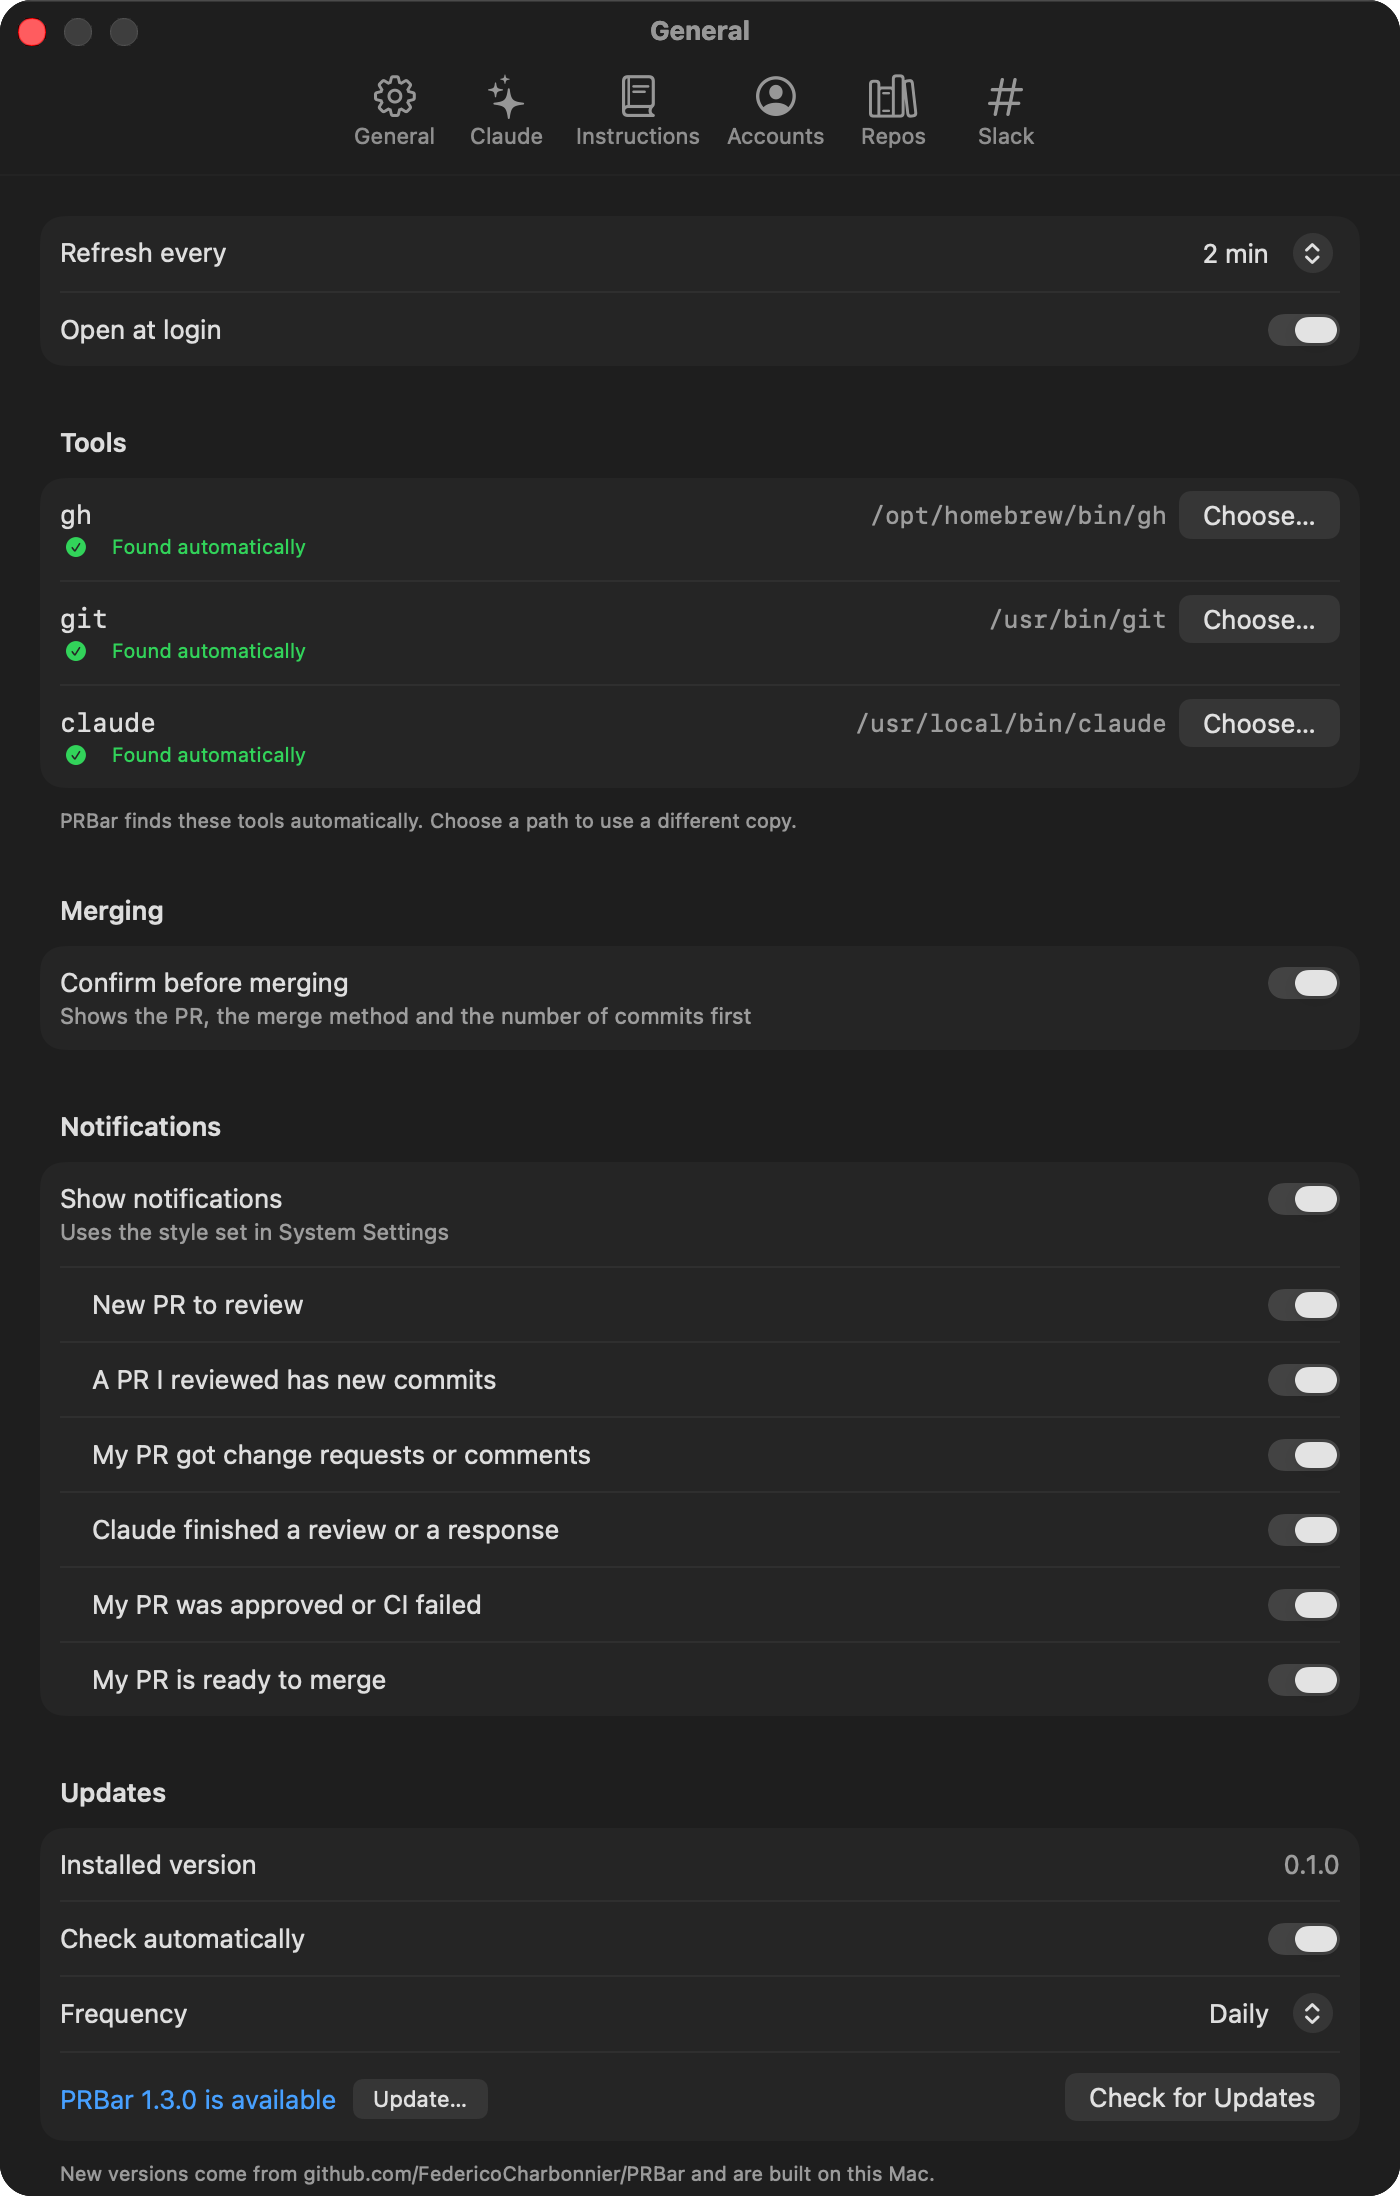 General
General
Claude
Instructions
Accounts
Repos
Slack
Refresh every
2 min
Open at login
Tools
gh
/opt/homebrew/bin/gh
Choose...
Found automatically
git
/usr/bin/git
Choose...
Found automatically
claude
/usr/local/bin/claude
Choose...
Found automatically
PRBar finds these tools automatically. Choose a path to use a different copy.
Merging
Confirm before merging
Shows the PR, the merge method and the number of commits first
Notifications
Show notifications
Uses the style set in System Settings
New PR to review
A PR I reviewed has new commits
My PR got change requests or comments
Claude finished a review or a response
My PR was approved or CI failed
My PR is ready to merge
Updates
Installed version
0.1.0
Check automatically
Frequency
Daily
PRBar 1.3.0 is available
Update...
Check for Updates
New versions come from github.com/FedericoCharbonnier/PRBar and are built on this Mac.